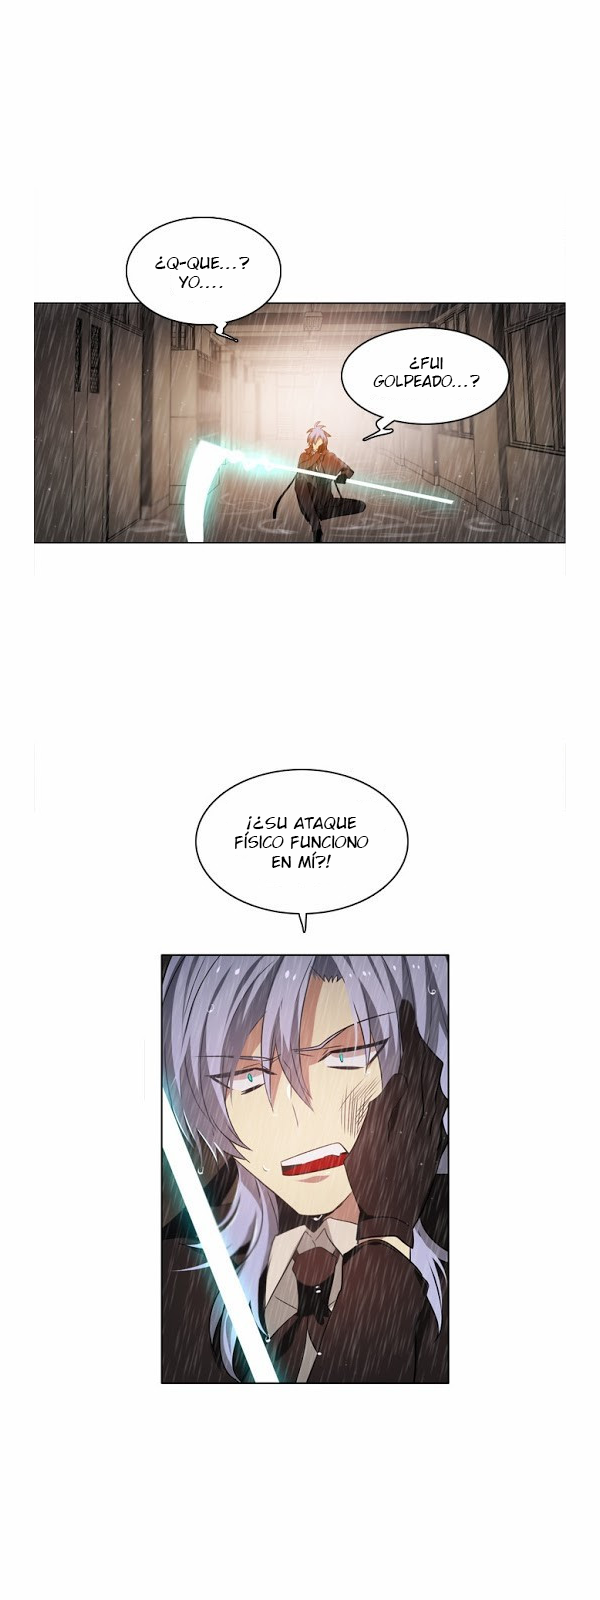 ¿Q-QUE...?
YO....
¿FUI
GOLPEADO...?
¡¿SU ATAQUE
FÍSICO FUNCIONO
EN MÍ?!